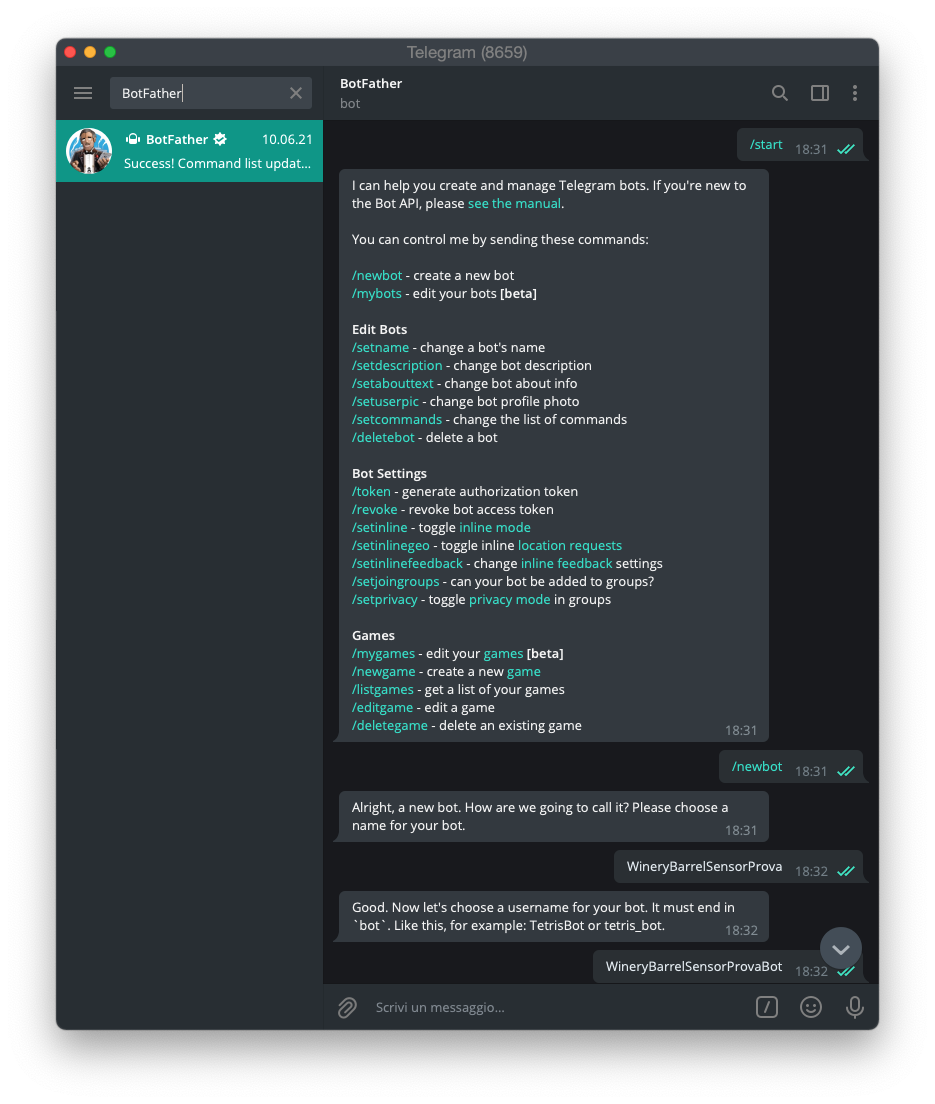 Telegram (8659)
BotFather
BotFather 10.06.21
Success! Command list updat...
BotFather
bot
/start 18:31
I can help you create and manage Telegram bots. If you're new to
the Bot API, please see the manual.
You can control me by sending these commands:
/newbot - create a new bot
/mybots - edit your bots [beta]
Edit Bots
/setname - change a bot's name
/setdescription - change bot description
/setabouttext - change bot about info
/setuserpic - change bot profile photo
/setcommands - change the list of commands
/deletebot - delete a bot
Bot Settings
/token - generate authorization token
/revoke - revoke bot access token
/setinline - toggle inline mode
/setinlinegeo - toggle inline location requests
/setinlinefeedback - change inline feedback settings
/setjoingroups - can your bot be added to groups?
/setprivacy - toggle privacy mode in groups
Games
/mygames - edit your games [beta]
/newgame - create a new game
/listgames - get a list of your games
/editgame - edit a game
/deletegame - delete an existing game
18:31
/newbot 18:31
Alright, a new bot. How are we going to call it? Please choose a
name for your bot. 18:31
WineryBarrelSensorProva 18:32
Good. Now let's choose a username for your bot. It must end in
`bot`. Like this, for example: TetrisBot or tetris_bot. 18:32
WineryBarrelSensorProvaBot 18:32
Scrivi un messaggio...